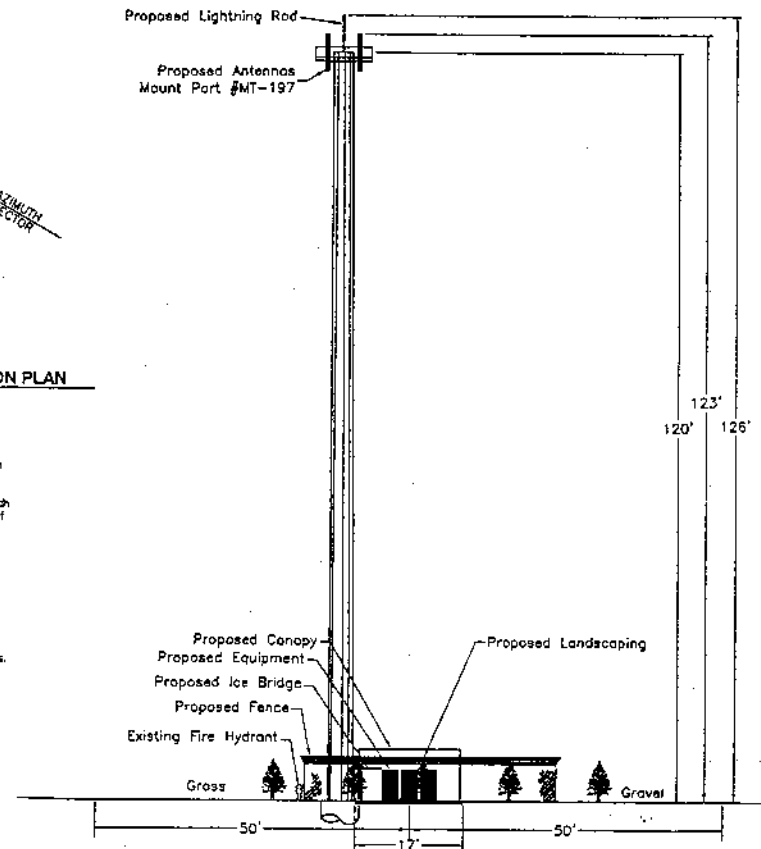 Proposed Lightning Rod
Proposed Antennas
Mount Part #MT-197
AZIMUTH
ECTOR
ON PLAN
123'
120'
126'
Proposed Canopy
Proposed Landscaping
Proposed Equipment
Proposed Ice Bridge
Proposed Fence
Existing Fire Hydrant
Grass
Gravel
50'
50'
17'